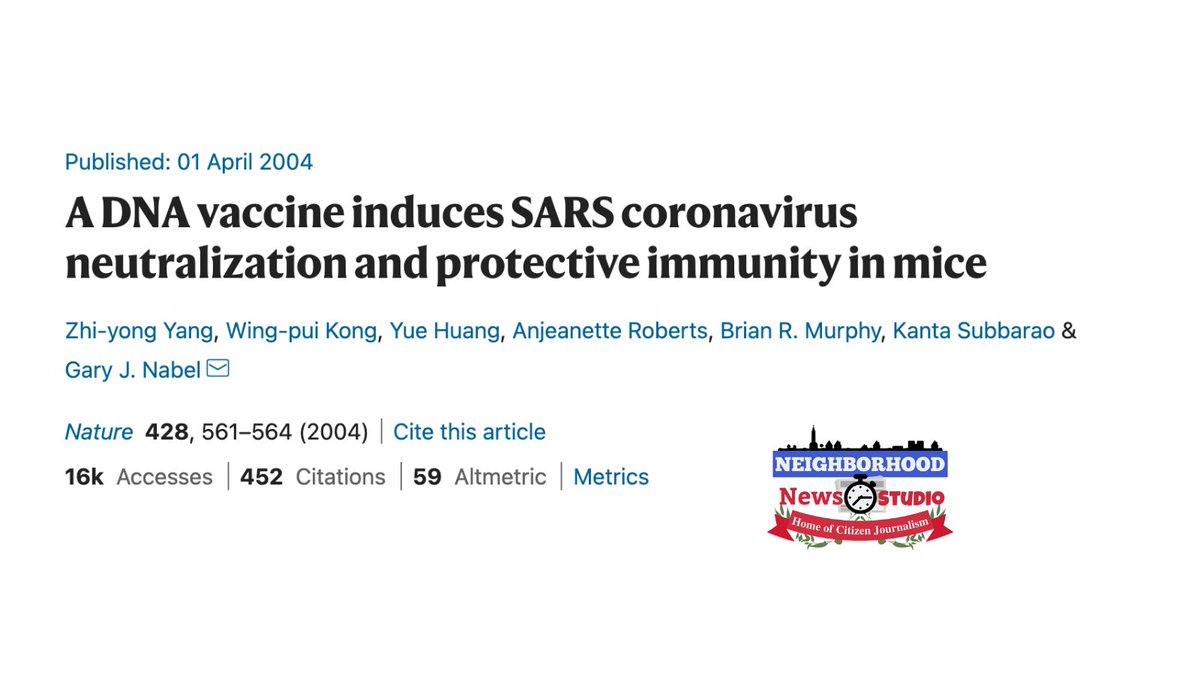 Published: 01 April 2004
A DNA vaccine induces SARS coronavirus
neutralization and protective immunity in mice
Zhi-yong Yang, Wing-pui Kong, Yue Huang, Anjeanette Roberts, Brian R. Murphy, Kanta Subbarao &
Gary J. Nabel
Nature 428, 561–564 (2004) | Cite this article
16k Accesses | 452 Citations | 59 Altmetric | Metrics
NEIGHBORHOOD
News STUDIO
Home of Citizen Journalism